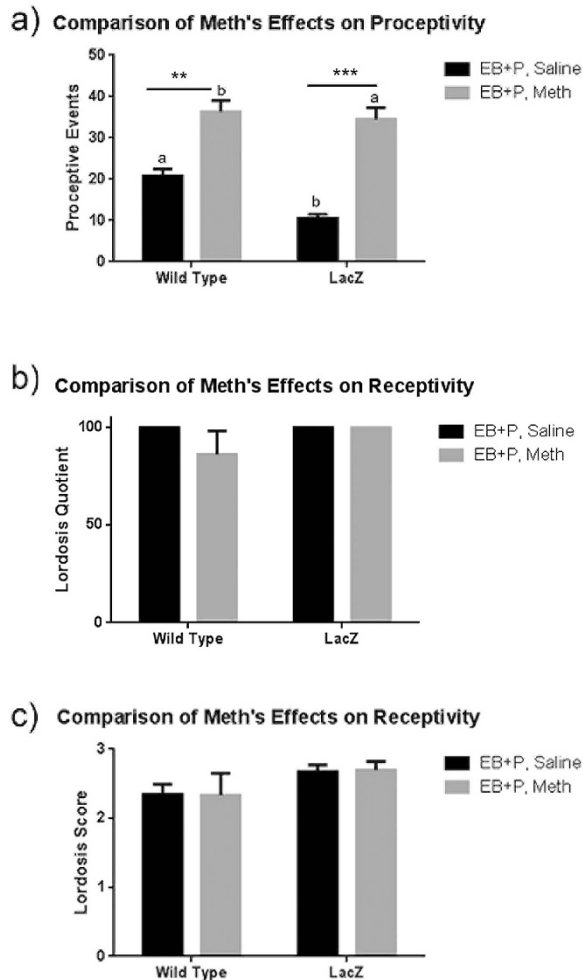 a) Comparison of Meth's Effects on Proceptivity
50
40
30
20
10
0
Proceptive Events
**
***
a
b
b
a
Wild Type
LacZ
EB+P, Saline
EB+P, Meth
b) Comparison of Meth's Effects on Receptivity
100
50
0
Lordosis Quotient
Wild Type
LacZ
EB+P, Saline
EB+P, Meth
c) Comparison of Meth's Effects on Receptivity
3
2
1
0
Lordosis Score
Wild Type
LacZ
EB+P, Saline
EB+P, Meth